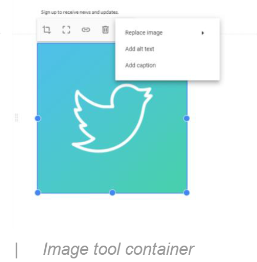 Sign up to receive news and updates.
Replace image
Add alt text
Add caption
| Image tool container